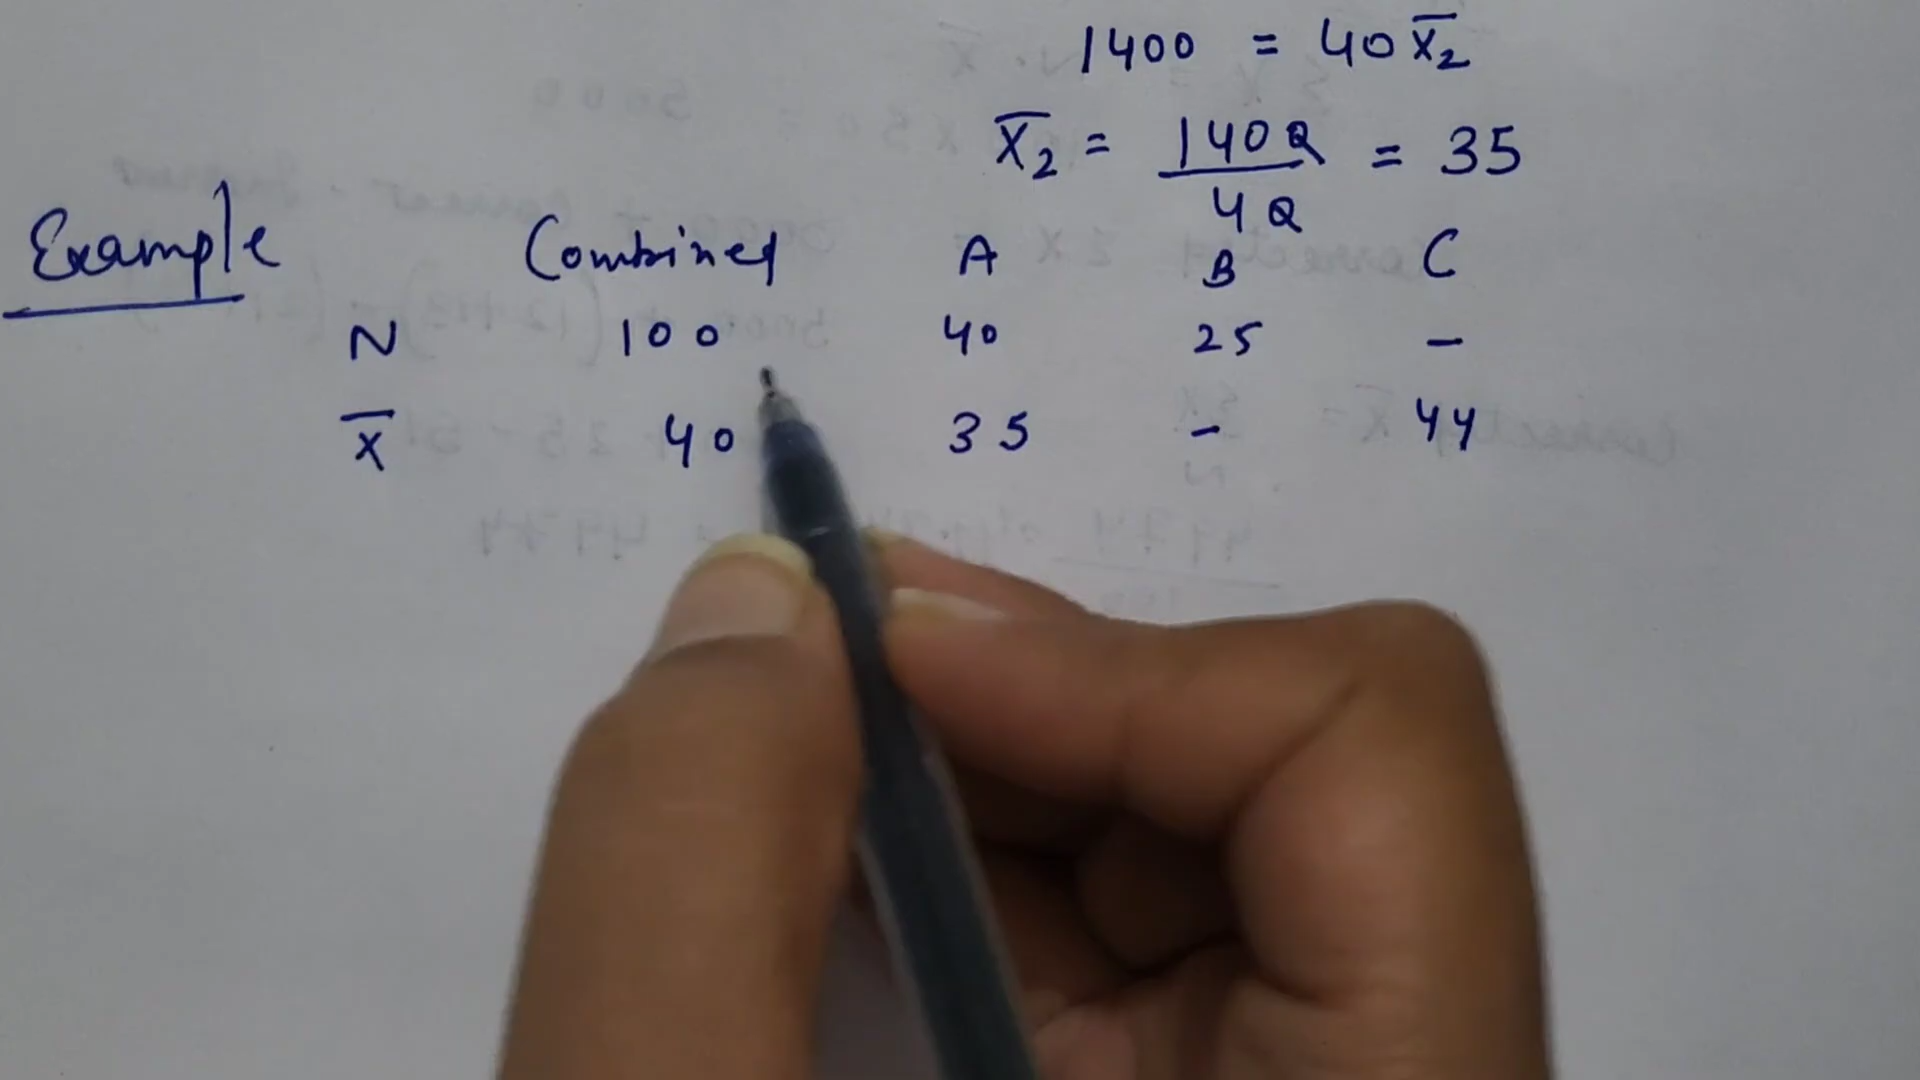 1400 = 40 X̄₂
X̄₂ = 1400/40 = 35
Example
Combined A B C
N 100 40 25 -
X̄ 40 35 - 44